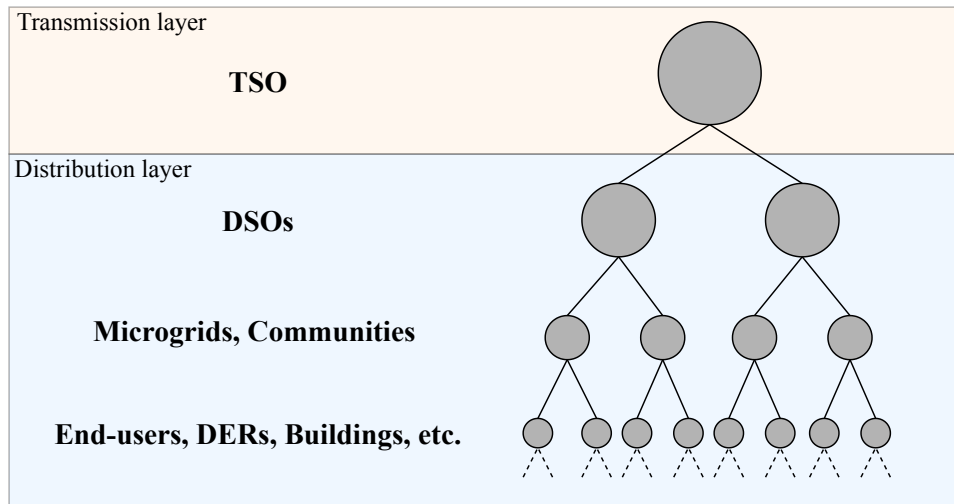 Transmission layer
TSO
Distribution layer
DSOs
Microgrids, Communities
End-users, DERs, Buildings, etc.